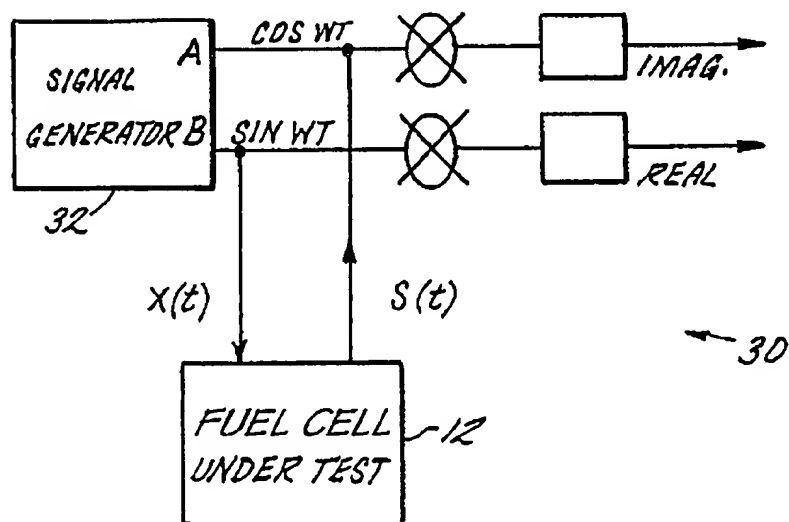 A
COS WT
SIGNAL
GENERATOR B
SIN WT
IMAG.
REAL
32
X(t)
S(t)
30
FUEL CELL
UNDER TEST
12